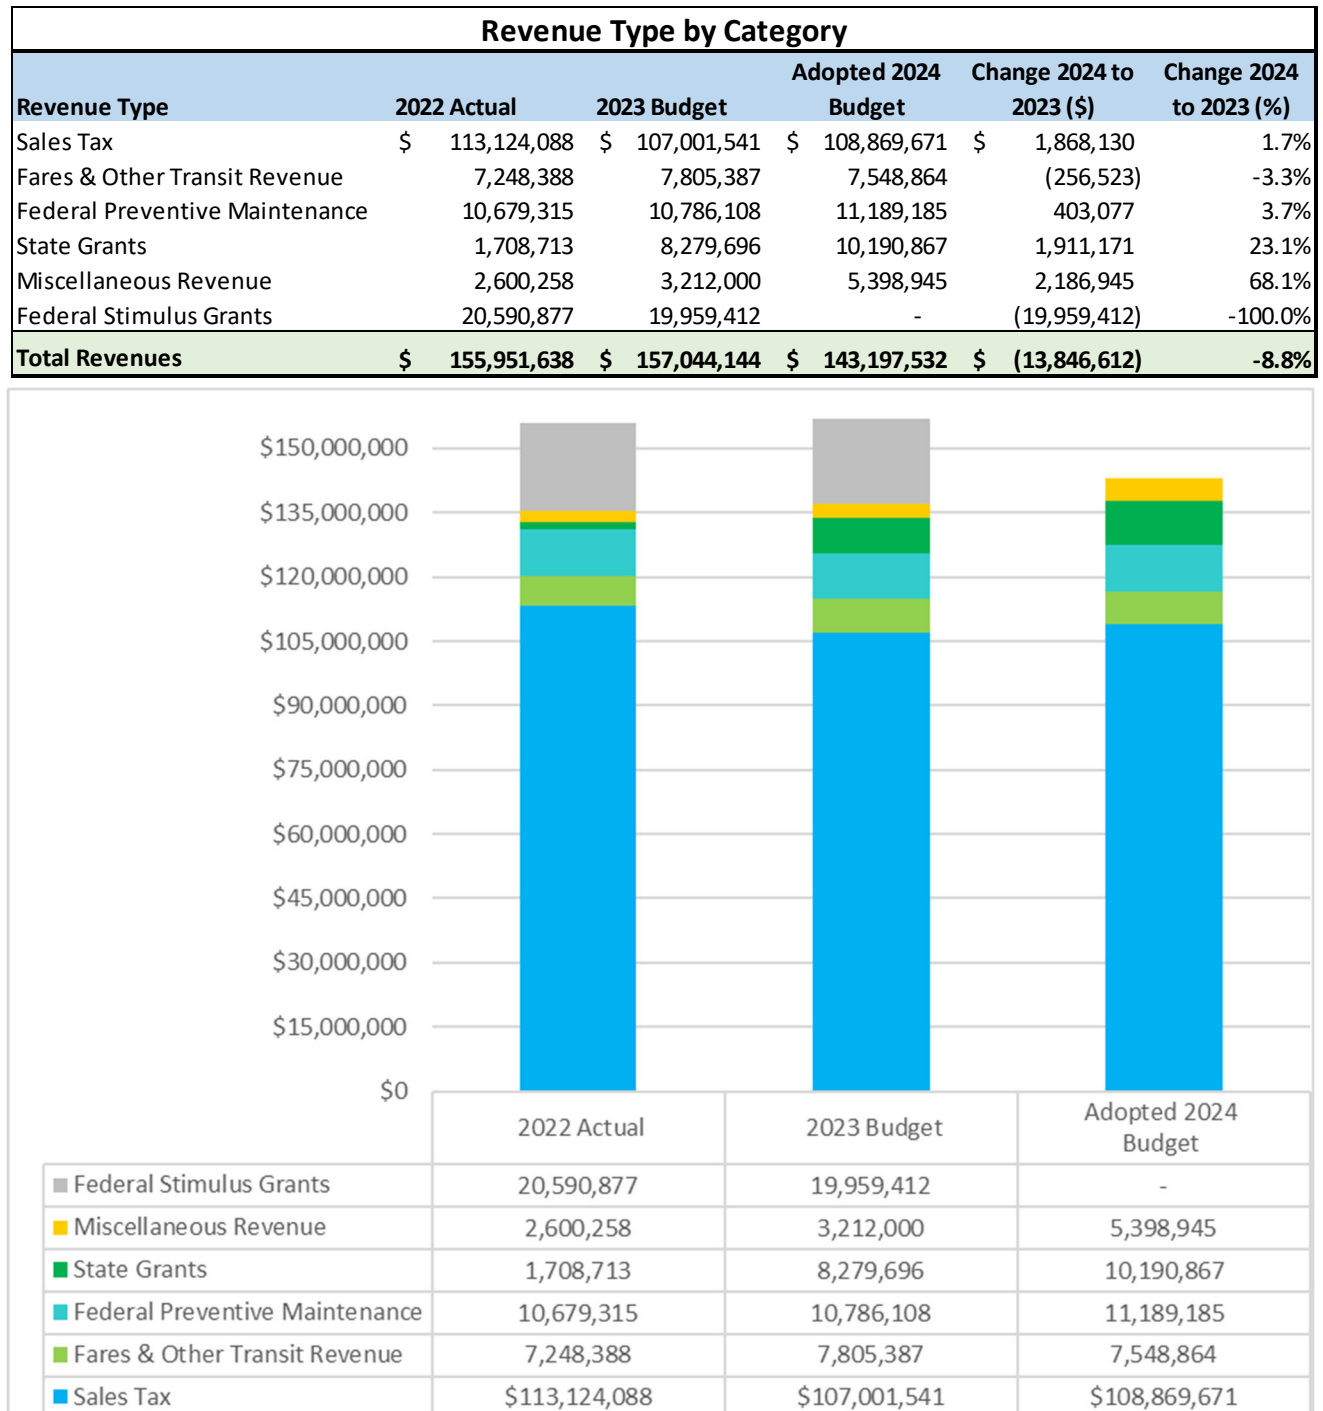 Revenue Type by Category
Adopted 2024 Change 2024 to Change 2024
Revenue Type 2022 Actual 2023 Budget Budget 2023 ($) to 2023 (%)
Sales Tax $ 113,124,088 $ 107,001,541 $ 108,869,671 $ 1,868,130 1.7%
Fares & Other Transit Revenue 7,248,388 7,805,387 7,548,864 (256,523) -3.3%
Federal Preventive Maintenance 10,679,315 10,786,108 11,189,185 403,077 3.7%
State Grants 1,708,713 8,279,696 10,190,867 1,911,171 23.1%
Miscellaneous Revenue 2,600,258 3,212,000 5,398,945 2,186,945 68.1%
Federal Stimulus Grants 20,590,877 19,959,412 - (19,959,412) -100.0%
Total Revenues $ 155,951,638 $ 157,044,144 $ 143,197,532 $ (13,846,612) -8.8%
$150,000,000
$135,000,000
$120,000,000
$105,000,000
$90,000,000
$75,000,000
$60,000,000
$45,000,000
$30,000,000
$15,000,000
$0
2022 Actual 2023 Budget Adopted 2024
Budget
Federal Stimulus Grants 20,590,877 19,959,412 -
Miscellaneous Revenue 2,600,258 3,212,000 5,398,945
State Grants 1,708,713 8,279,696 10,190,867
Federal Preventive Maintenance 10,679,315 10,786,108 11,189,185
Fares & Other Transit Revenue 7,248,388 7,805,387 7,548,864
Sales Tax $113,124,088 $107,001,541 $108,869,671